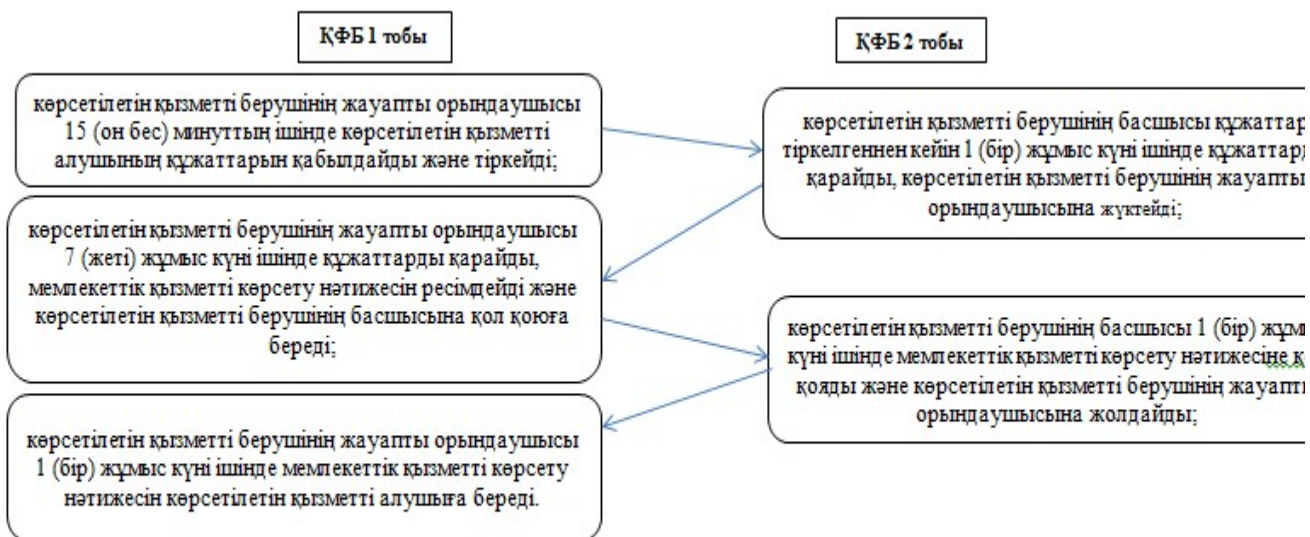 ҚФБ 1 тобы
ҚФБ 2 тобы
көрсетілетін қызметті берушінің жауапты орындаушысы
15 (он бес) минуттың ішінде көрсетілетін қызметті
алушының құжаттарын қабылдайды және тіркейді;
көрсетілетін қызметті берушінің басшысы
тіркелгеннен кейін 1 (бір) жұмыс күні ішінде
қарайды, көрсетілетін қызметті берушінің жауапты
орындаушысына жүктейді;
көрсетілетін қызметті берушінің жауапты орындаушысы
7 (жеті) жұмыс күні ішінде құжаттарды қарайды,
мемлекеттік қызметті көрсету нәтижесін ресімдейді және
көрсетілетін қызметті берушінің басшысына қол қоюға
береді;
көрсетілетін қызметті берушінің басшысы 1 (бір)
күні ішінде мемлекеттік қызметті көрсету нәтижесіне
қояды және көрсетілетін қызметті берушінің жауапты
орындаушысына жолдайды;
көрсетілетін қызметті берушінің жауапты орындаушысы
1 (бір) жұмыс күні ішінде мемлекеттік қызметті көрсету
нәтижесін көрсетілетін қызметті алушыға береді.